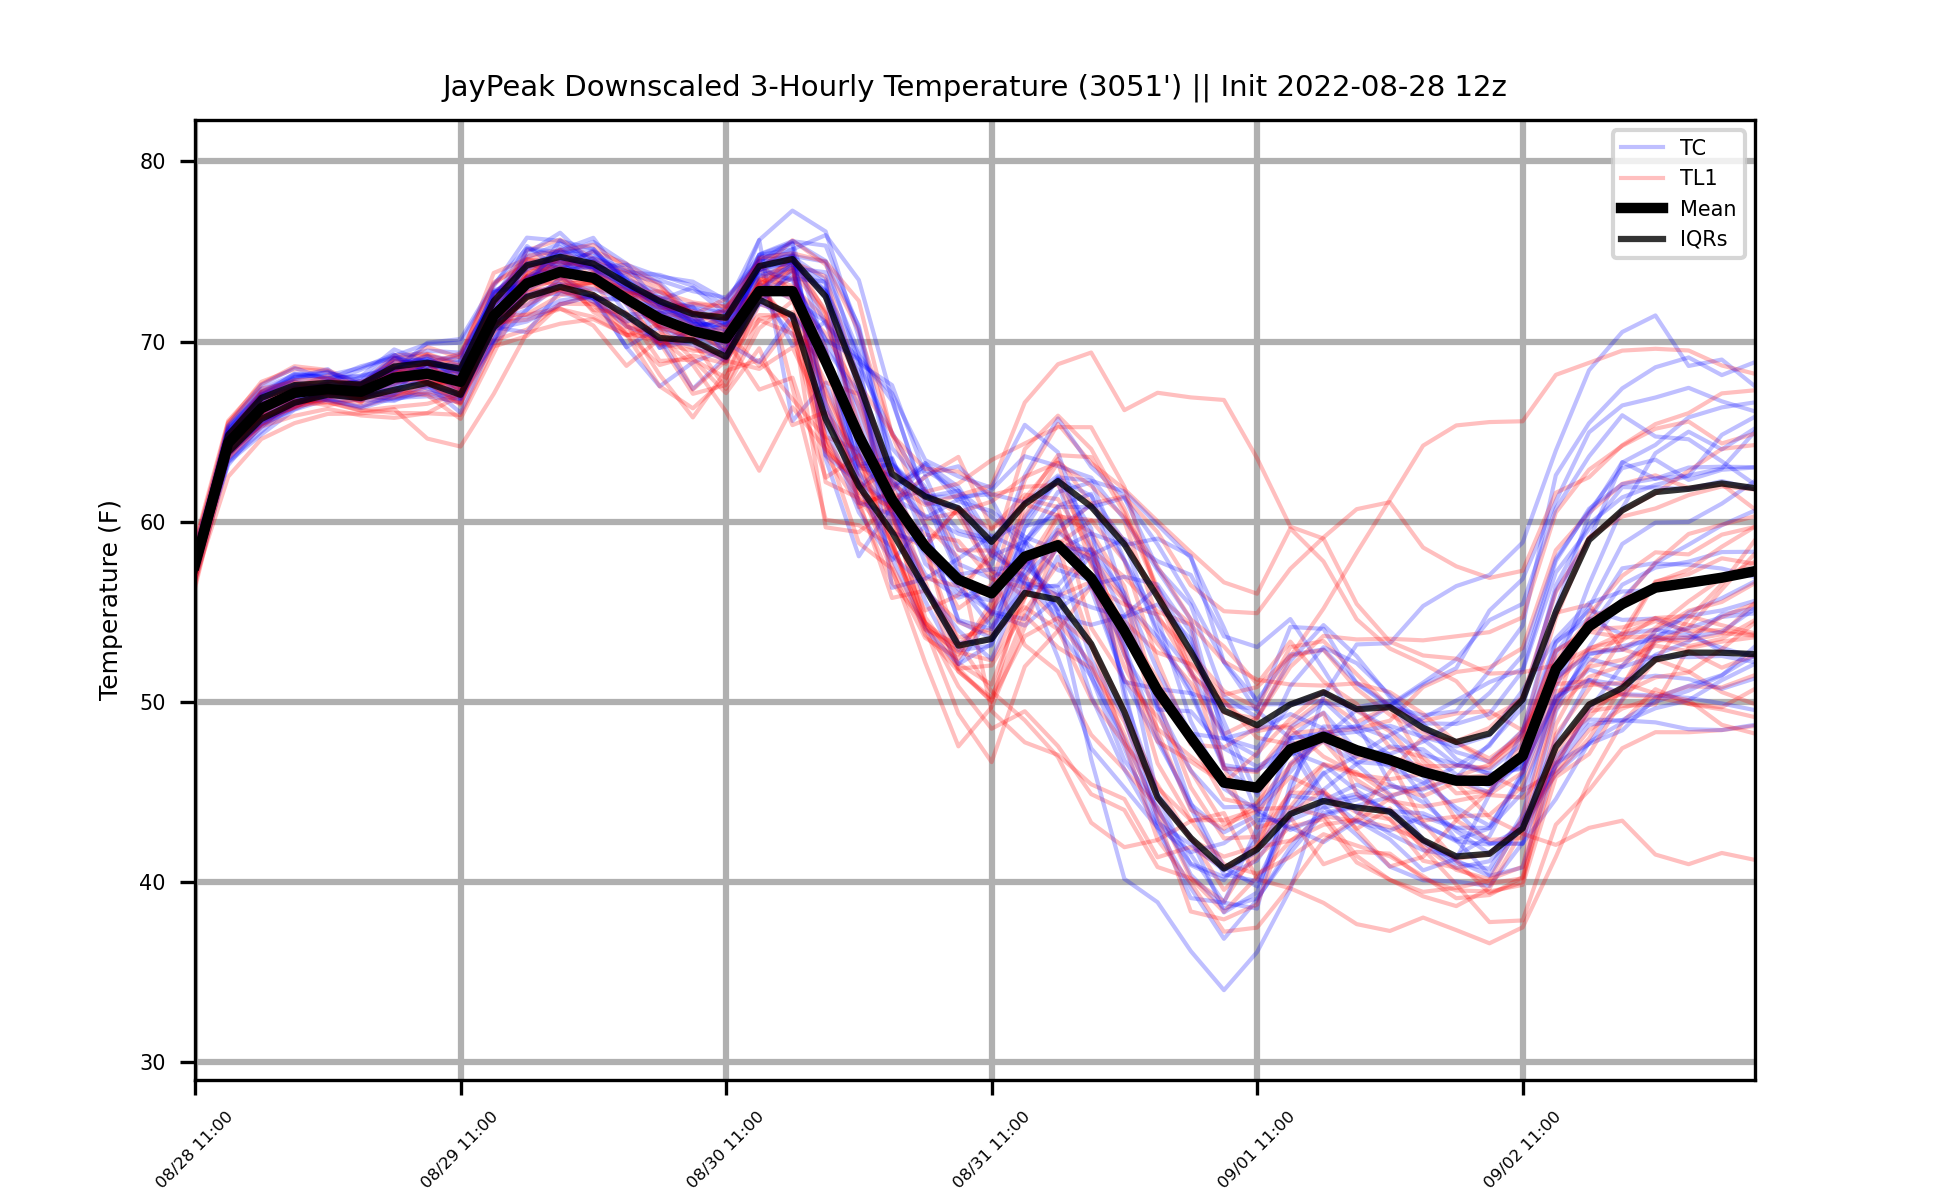 JayPeak Downscaled 3-Hourly Temperature (3051') || Init 2022-08-28 12z
TC
TL1
Mean
IQRs
Temperature (F)
80
70
60
50
40
30
08/28 11:00
08/29 11:00
08/30 11:00
08/31 11:00
09/01 11:00
09/02 11:00